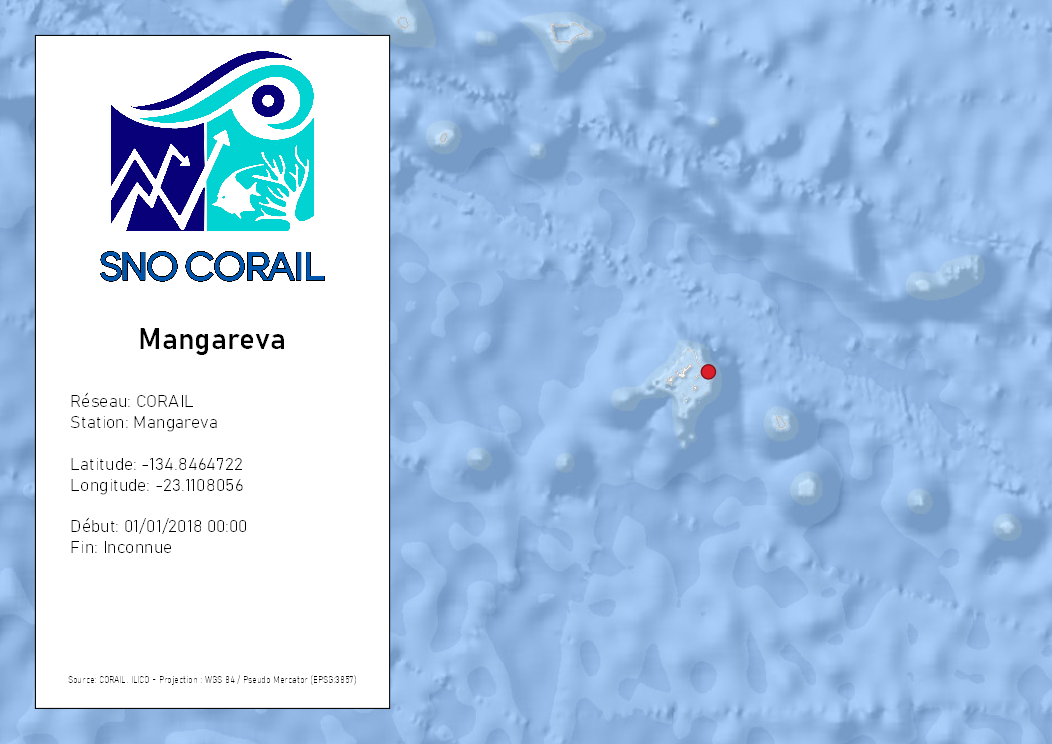 SNO CORAIL
Mangareva
Réseau: CORAIL
Station: Mangareva
Latitude: -134.8464722
Longitude: -23.1108056
Début: 01/01/2018 00:00
Fin: Inconnue
Source: CORAIL, ILICO - Projection : WGS 84 / Pseudo Mercator (EPSG:3857)